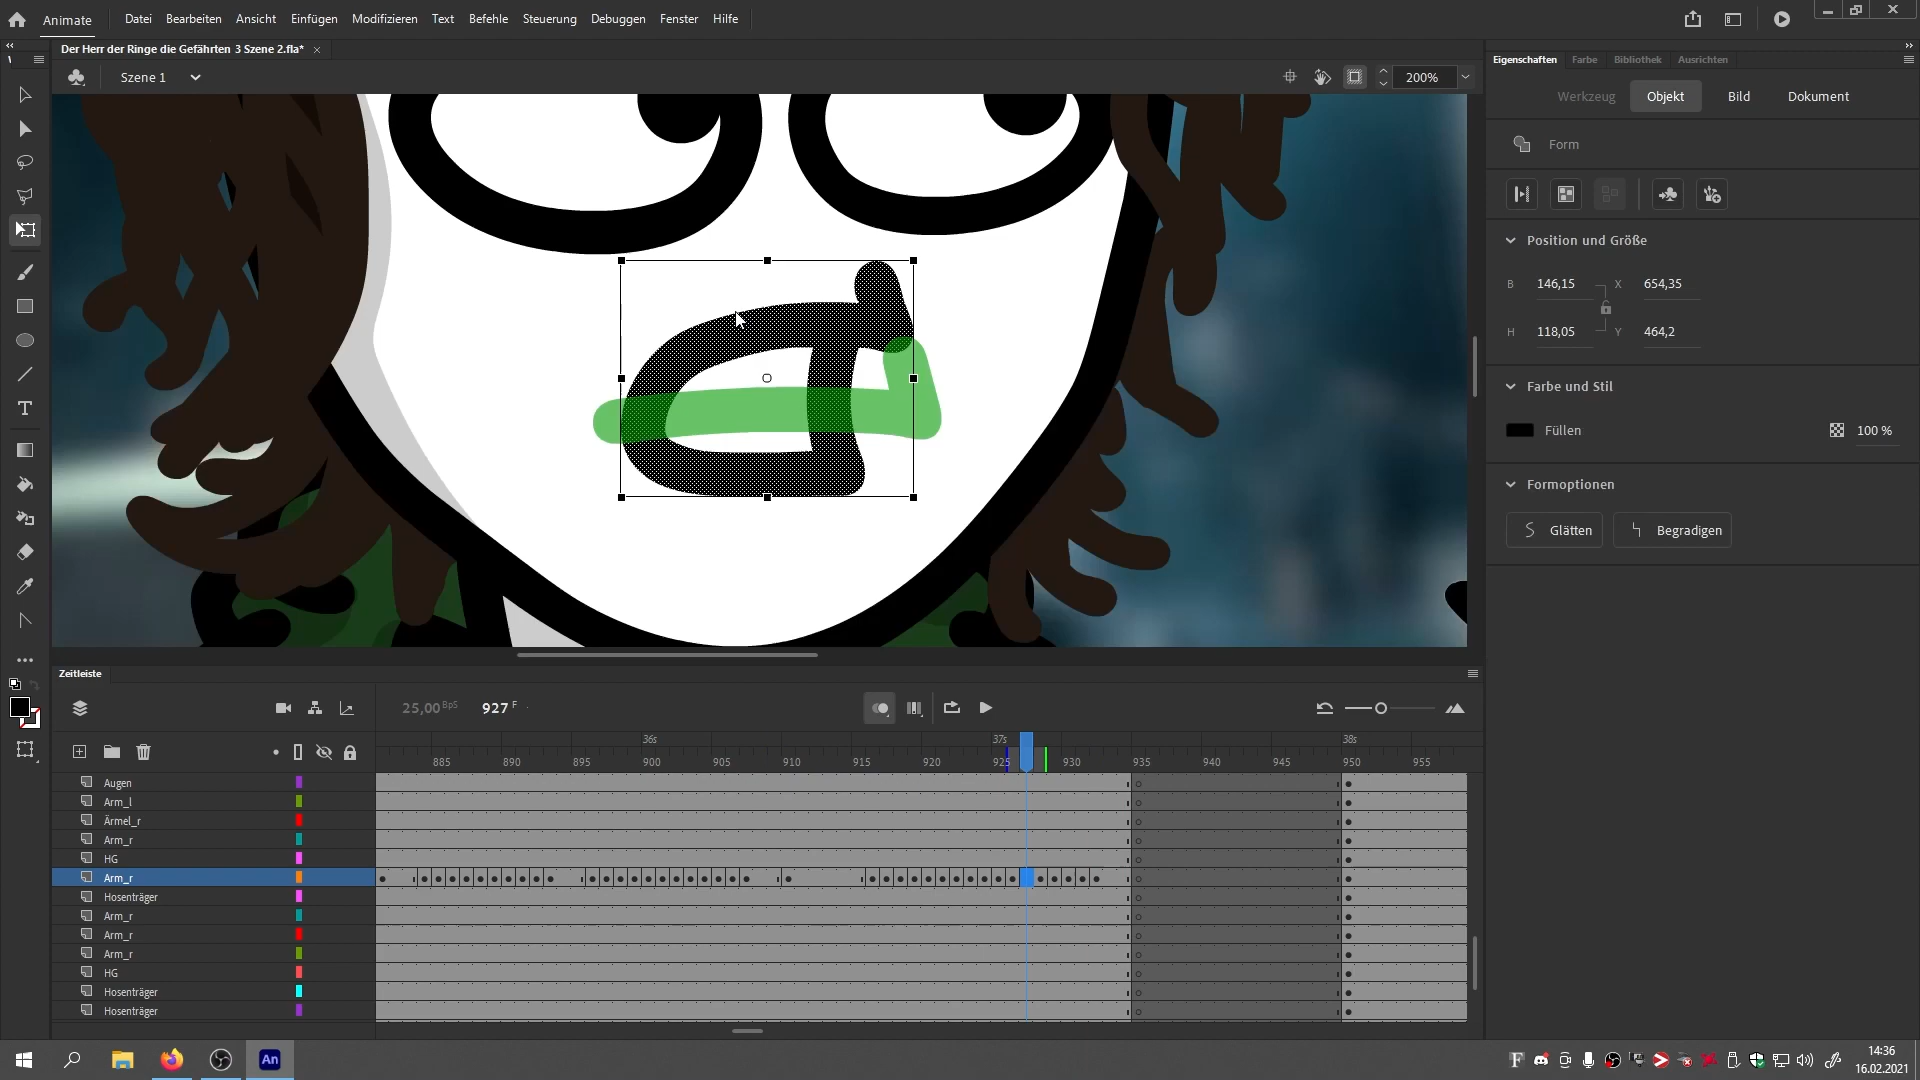 Animate
Datei
Bearbeiten
Ansicht
Einfügen
Modifizieren
Text
Befehle
Steuerung
Debuggen
Fenster
Hilfe
Der Herr der Ringe die Gefährten 3 Szene 2.fla*
Szene 1
200%
Eigenschaften
Farbe
Bibliothek
Ausrichten
Werkzeug
Objekt
Bild
Dokument
Form
Position und Größe
B 146,15 X 654,35
H 118,05 Y 464,2
Farbe und Stil
Füllen 100 %
Formoptionen
Glätten
Begradigen
Zeitleiste
25,00 BpS 927 F
36s 37s 38s
885 890 895 900 905 910 915 920 925 930 935 940 945 950 955
Augen
Arm_l
Ärmel_r
Arm_r
HG
Arm_r
Hosenträger
Arm_r
Arm_r
Arm_r
HG
Hosenträger
Hosenträger
An
14:36
16.02.2021